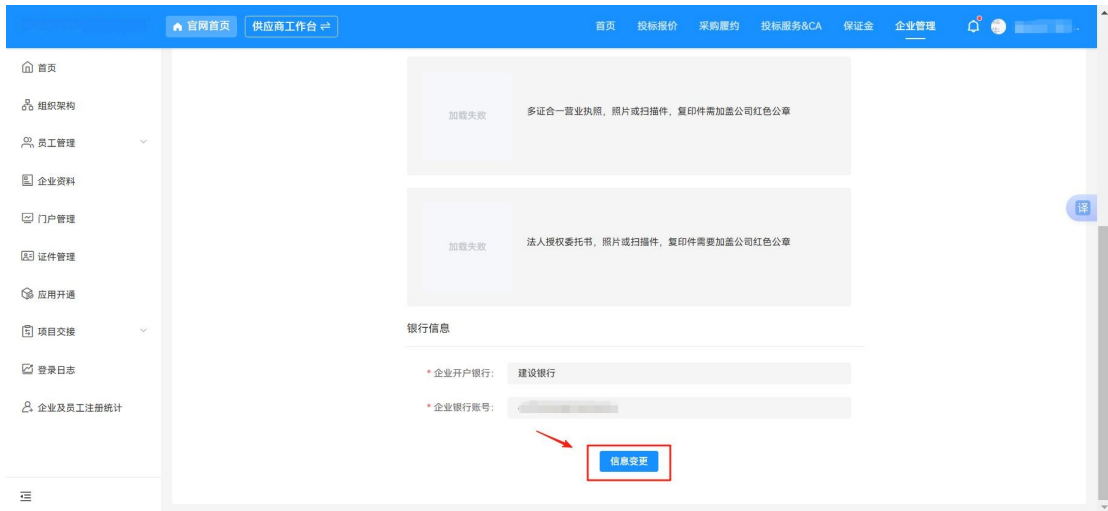 官网首页 供应商工作台 首页 投标报价 采购履约 投标服务&CA 保证金 企业管理
首页
组织架构
员工管理
企业资料
门户管理
证件管理
应用开通
项目交接
登录日志
企业及员工注册统计
加载失败 多证合一营业执照，照片或扫描件，复印件需加盖公司红色公章
加载失败 法人授权委托书，照片或扫描件，复印件需要加盖公司红色公章
银行信息
* 企业开户银行： 建设银行
* 企业银行账号：
信息变更
译